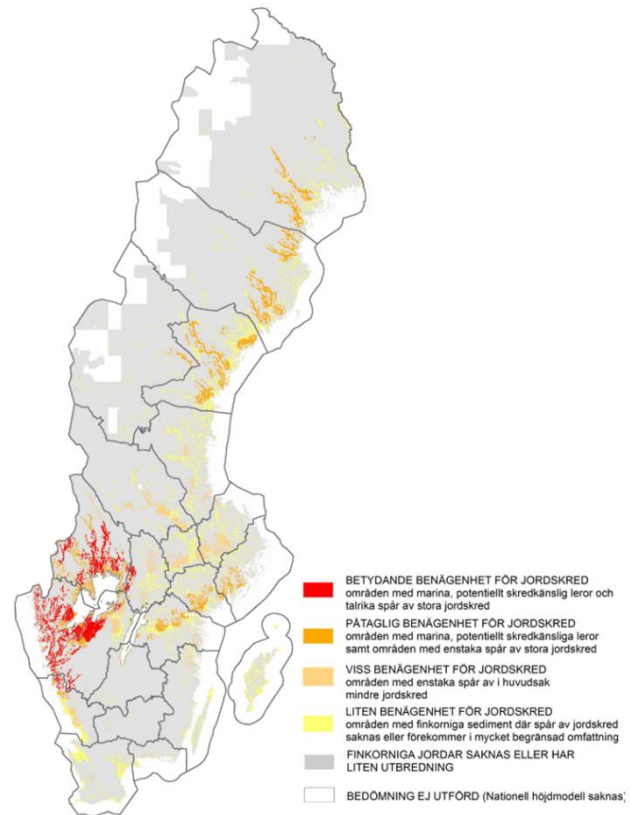 BETYDANDE BENÄGENHET FÖR JORDSKRED
områden med marina, potentiellt skredkänslig leror och
talrika spår av stora jordskred
PÅTAGLIG BENÄGENHET FÖR JORDSKRED
områden med marina, potentiellt skredkänsliga leror
samt områden med enstaka spår av stora jordskred
VISS BENÄGENHET FÖR JORDSKRED
områden med enstaka spår av i huvudsak
mindre jordskred
LITEN BENÄGENHET FÖR JORDSKRED
områden med finkorniga sediment där spår av jordskred
saknas eller förekommer i mycket begränsad omfattning
FINKORNIGA JORDAR SAKNAS ELLER HAR
LITEN UTBREDNING
BEDÖMNING EJ UTFÖRD (Nationell höjdmodell saknas)